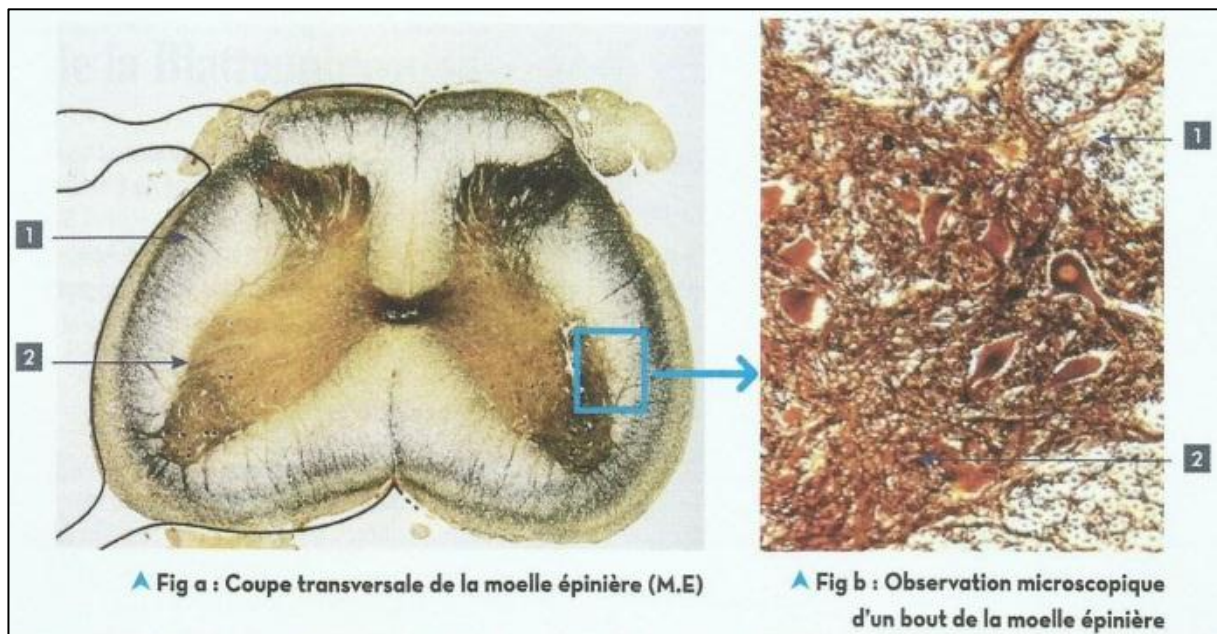 1
2
1
2
Fig a : Coupe transversale de la moelle épinière (M.E)
Fig b : Observation microscopique
d'un bout de la moelle épinière